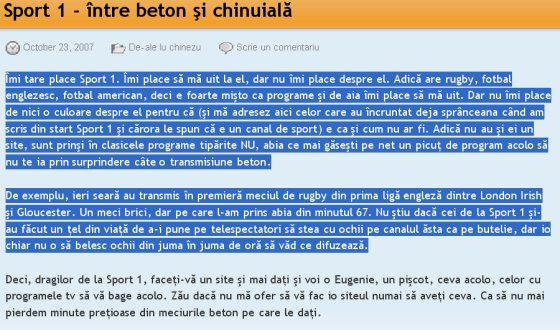 Sport 1 - între beton şi chinuială
October 23, 2007 De-ale lu chinezu Scrie un comentariu
Îmi tare place Sport 1. Îmi place să mă uit la el, dar nu îmi place despre el. Adică are rugby, fotbal
englezesc, fotbal american, deci e foarte mişto ca programe şi de aia îmi place să mă uit. Dar nu îmi place
de nici o culoare despre el pentru că (şi mă adresez aici celor care au încruntat deja sprânceana când am
scris din start Sport 1 şi cărora le spun că e un canal de sport) e ca şi cum nu ar fi. Adică nu au şi ei un
site, sunt prinşi în clasicele programe tipărite NU, abia ce mai găseşti pe net un picuţ de program acolo să
nu te ia prin surprindere câte o transmisiune beton.
De exemplu, ieri seară au transmis în premieră meciul de rugby din prima ligă engleză dintre London Irish
şi Gloucester. Un meci brici, dar pe care l-am prins abia din minutul 67. Nu ştiu dacă cei de la Sport 1 şi-
au făcut un ţel din viaţă de a-i pune pe telespectatori să stea cu ochii pe canalul ăsta ca pe butelie, dar io
chiar nu o să belesc ochii din juma în juma de oră să văd ce difuzează.
Deci, dragilor de la Sport 1, faceţi-vă un site şi mai daţi şi voi o Eugenie, un pişcot, ceva acolo, celor cu
programele tv să vă bage acolo. Zău dacă nu mă ofer să vă fac io siteul numai să aveţi ceva. Ca să nu mai
pierdem minute preţioase din meciurile beton pe care le daţi.